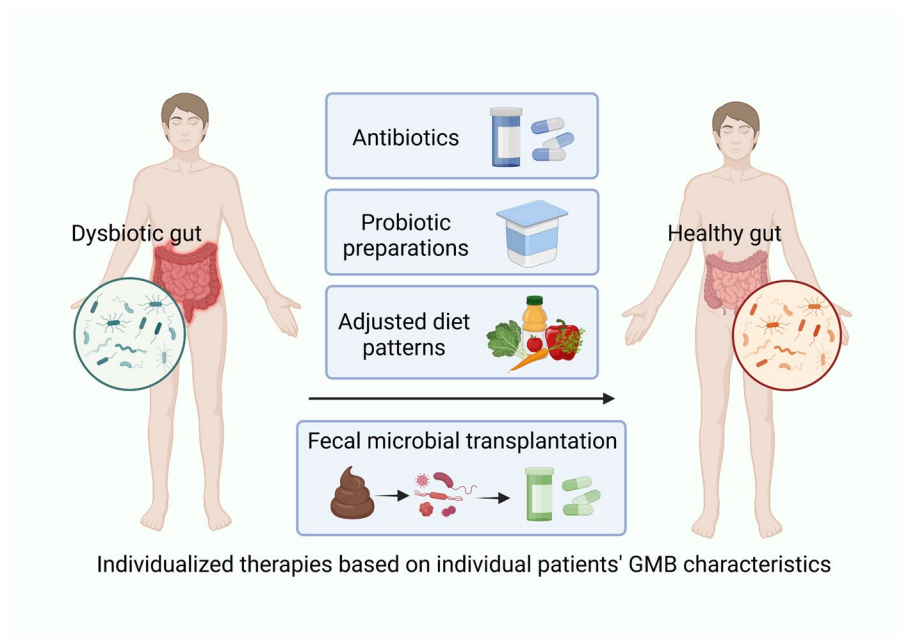 Antibiotics
Probiotic
preparations
Dysbiotic gut
Healthy gut
Adjusted diet
patterns
Fecal microbial transplantation
Individualized therapies based on individual patients' GMB characteristics